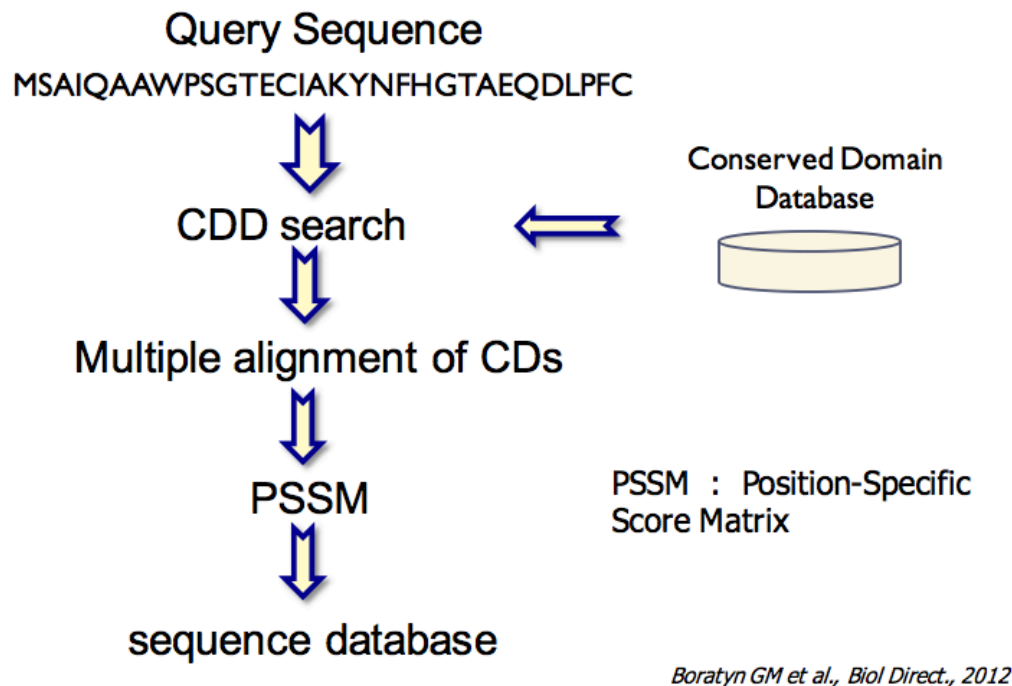 Query Sequence
MSAIQAAWPSGTECIAKYNFHGTAEQDLPFC
Conserved Domain
Database
CDD search
Multiple alignment of CDs
PSSM
PSSM : Position-Specific
Score Matrix
sequence database
Boratyn GM et al., Biol Direct., 2012